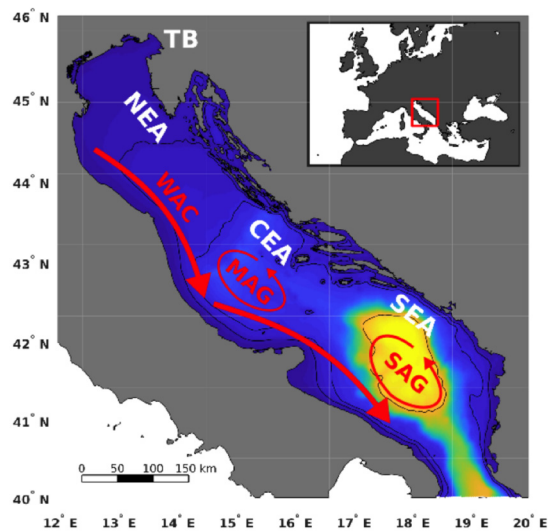 46° N
TB
45° N
NEA
44° N
WAC
CEA
43° N
MAG
SEA
42° N
SAG
41° N
0 50 100 150 km
40° N
12° E 13° E 14° E 15° E 16° E 17° E 18° E 19° E 20° E